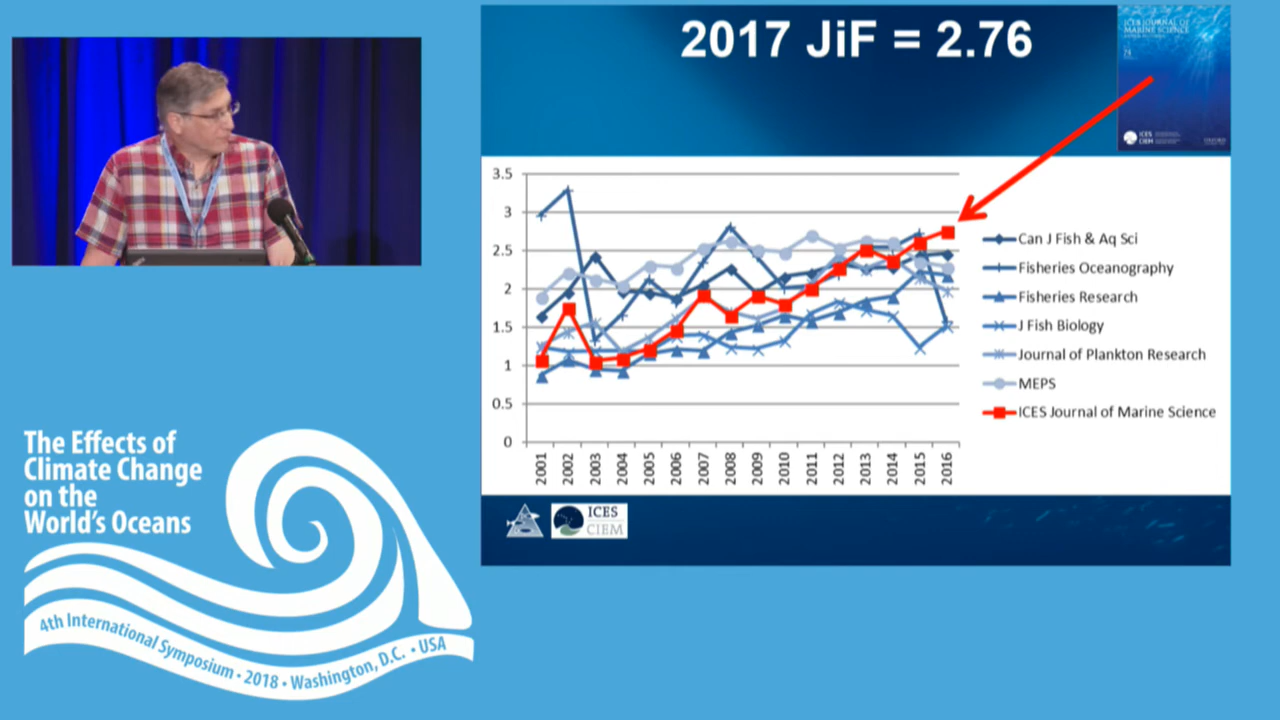 2017 JiF = 2.76
ICES JOURNAL OF
MARINE SCIENCE
ICES
CIEM
OXFORD
3.5
3
2.5
2
1.5
1
0.5
0
2001
2002
2003
2004
2005
2006
2007
2008
2009
2010
2011
2012
2013
2014
2015
2016
Can J Fish & Aq Sci
Fisheries Oceanography
Fisheries Research
J Fish Biology
Journal of Plankton Research
MEPS
ICES Journal of Marine Science
ICES
CIEM
The Effects of
Climate Change
on the
World's Oceans
4th International Symposium • 2018 • Washington, D.C. • USA